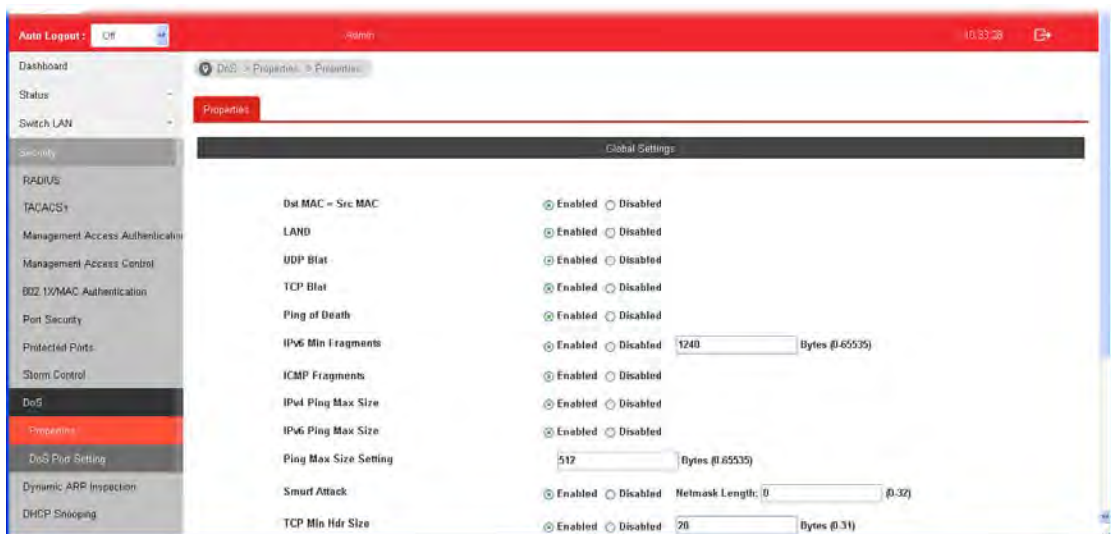 Auto Logout : Off Admin 10:33:28
Dashboard
DoS > Properties > Properties
Status
Switch LAN
Properties
Security
Global Settings
RADIUS
TACACS+
Management Access Authentication
Management Access Control
802.1X/MAC Authentication
Port Security
Protected Ports
Storm Control
DoS
Properties
DoS Port Setting
Dynamic ARP Inspection
DHCP Snooping
Dst MAC = Src MAC Enabled Disabled
LAND Enabled Disabled
UDP Blat Enabled Disabled
TCP Blat Enabled Disabled
Ping of Death Enabled Disabled
IPv6 Min Fragments Enabled Disabled 1240 Bytes (0-65535)
ICMP Fragments Enabled Disabled
IPv4 Ping Max Size Enabled Disabled
IPv6 Ping Max Size Enabled Disabled
Ping Max Size Setting 512 Bytes (0-65535)
Smurf Attack Enabled Disabled Netmask Length: 0 (0-32)
TCP Min Hdr Size Enabled Disabled 20 Bytes (0-31)